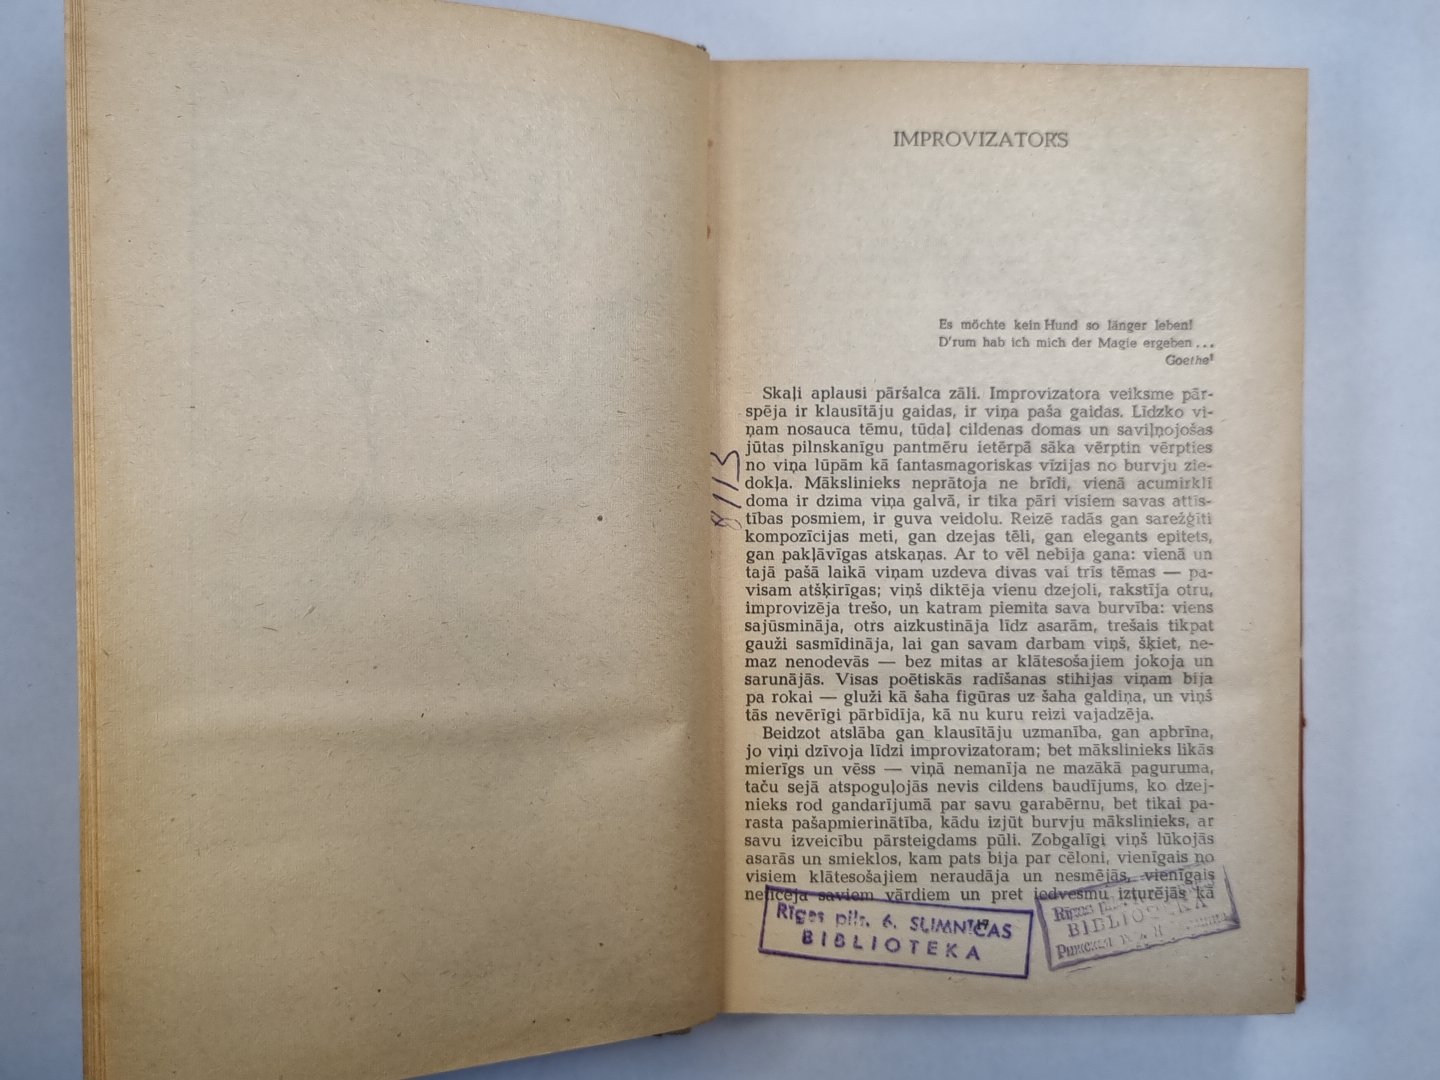 IMPROVIZATORS
Es möchte kein Hund so länger leben!
D'rum hab ich mich der Magie ergeben...
Goethe¹
Skaļi aplausi pāršalca zāli. Improvizatora veiksme pār-
spēja ir klausītāju gaidas, ir viņa paša gaidas. Līdzko vi-
ņam nosauca tēmu, tūdaļ cildenas domas un saviļņojošas
jūtas pilnskanīgu pantmēru ietērpā sāka vērptin vērpties
no viņa lūpām kā fantasmagoriskas vīzijas no burvju zie-
dokļa. Mākslinieks neprātoja ne brīdi, vienā acumirklī
doma ir dzima viņa galvā, ir tika pāri visiem savas attīs-
tības posmiem, ir guva veidolu. Reizē radās gan sarežģīti
kompozīcijas meti, gan dzejas tēli, gan elegants epitets,
gan pakļāvīgas atskaņas. Ar to vēl nebija gana: vienā un
tajā pašā laikā viņam uzdeva divas vai trīs tēmas — pa-
visam atšķirīgas; viņš diktēja vienu dzejoli, rakstīja otru,
improvizēja trešo, un katram piemita sava burvība: viens
sajūsmināja, otrs aizkustināja līdz asarām, trešais tikpat
gauži sasmīdināja, lai gan savam darbam viņš, šķiet, ne-
maz nenodevās — bez mitas ar klātesošajiem jokoja un
sarunājās. Visas poētiskās radīšanas stihijas viņam bija
pa rokai — gluži kā šaha figūras uz šaha galdiņa, un viņš
tās nevērīgi pārbīdīja, kā nu kuru reizi vajadzēja.
Beidzot atslāba gan klausītāju uzmanība, gan apbrīna,
jo viņi dzīvoja līdzi improvizatoram; bet mākslinieks likās
mierīgs un vēss — viņā nemanīja ne mazākā paguruma,
taču sejā atspoguļojās nevis cildens baudījums, ko dzej-
nieks rod gandarījumā par savu garabērnu, bet tikai pa-
rasta pašapmierinātība, kādu izjūt burvju mākslinieks, ar
savu izveicību pārsteigdams pūli. Zobgalīgi viņš lūkojās
asarās un smieklos, kam pats bija par cēloni, vienīgais no
visiem klātesošajiem neraudāja un nesmējās, vienīgais
neticēja saviem vārdiem un pret iedvesmu izturējās kā
8113
Rīgas pils. 6. SLIMNĪCAS
BIBLIOTEKA
Rīgas
BIBLIOTEKA